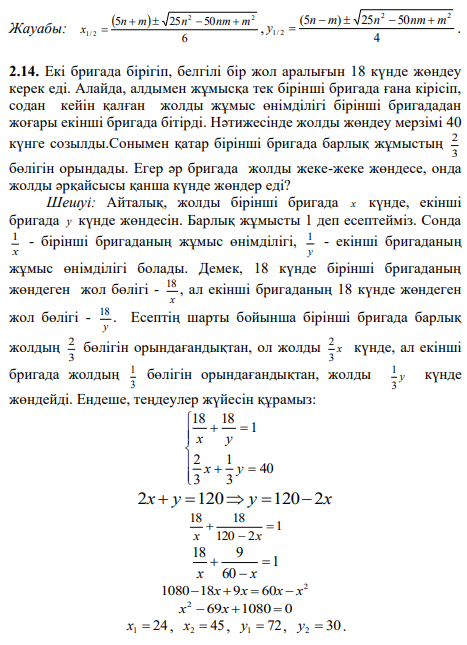 Жауабы: x₁/₂ = ((5n + m) ± √(25n² − 50nm + m²))/6, y₁/₂ = ((5n − m) ± √(25n² − 50nm + m²))/4.
2.14. Екі бригада бірігіп, белгілі бір жол аралығын 18 күнде жөндеу
керек еді. Алайда, алдымен жұмысқа тек бірінші бригада ғана кірісіп,
содан кейін қалған жолды жұмыс өнімділігі бірінші бригададан
жоғары екінші бригада бітірді. Нәтижесінде жолды жөндеу мерзімі 40
күнге созылды.Сонымен қатар бірінші бригада барлық жұмыстың 2/3
бөлігін орындады. Егер әр бригада жолды жеке-жеке жөндесе, онда
жолды әрқайсысы қанша күнде жөндер еді?
Шешуі: Айталық, жолды бірінші бригада x күнде, екінші
бригада y күнде жөндесін. Барлық жұмысты 1 деп есептейміз. Сонда
1/x - бірінші бригаданың жұмыс өнімділігі, 1/y - екінші бригаданың
жұмыс өнімділігі болады. Демек, 18 күнде бірінші бригаданың
жөндеген жол бөлігі - 18/x, ал екінші бригаданың 18 күнде жөндеген
жол бөлігі - 18/y. Есептің шарты бойынша бірінші бригада барлық
жолдың 2/3 бөлігін орындағандықтан, ол жолды 2/3 x күнде, ал екінші
бригада жолдың 1/3 бөлігін орындағандықтан, жолды 1/3 y күнде
жөндейді. Ендеше, теңдеулер жүйесін құрамыз:
{ 18/x + 18/y = 1
2/3 x + 1/3 y = 40
2x + y = 120 ⇒ y = 120 − 2x
18/x + 18/(120 − 2x) = 1
18/x + 9/(60 − x) = 1
1080 − 18x + 9x = 60x − x²
x² − 69x + 1080 = 0
x₁ = 24, x₂ = 45, y₁ = 72, y₂ = 30.